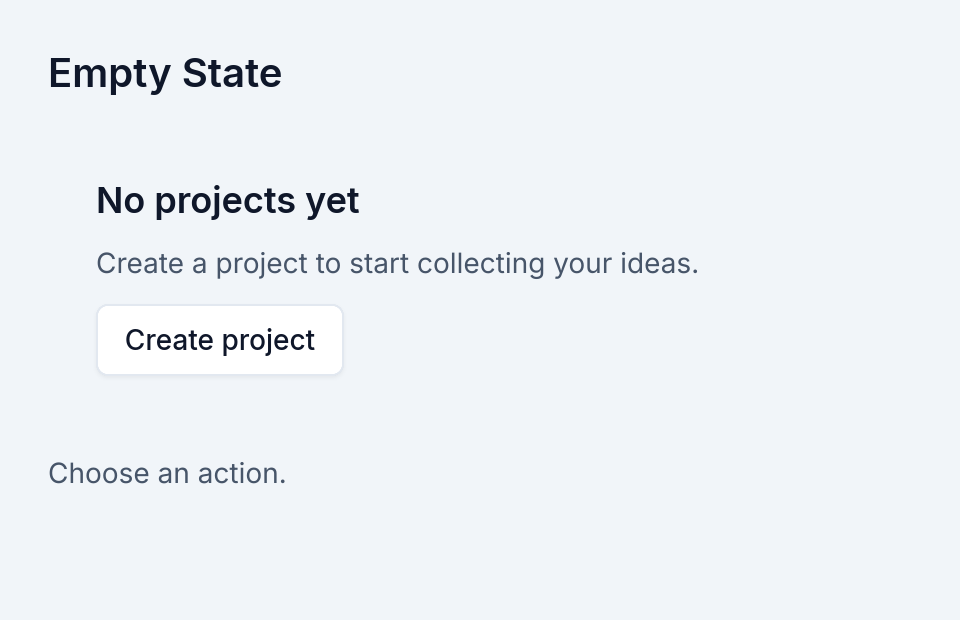 Empty State
No projects yet
Create a project to start collecting your ideas.
Create project
Choose an action.